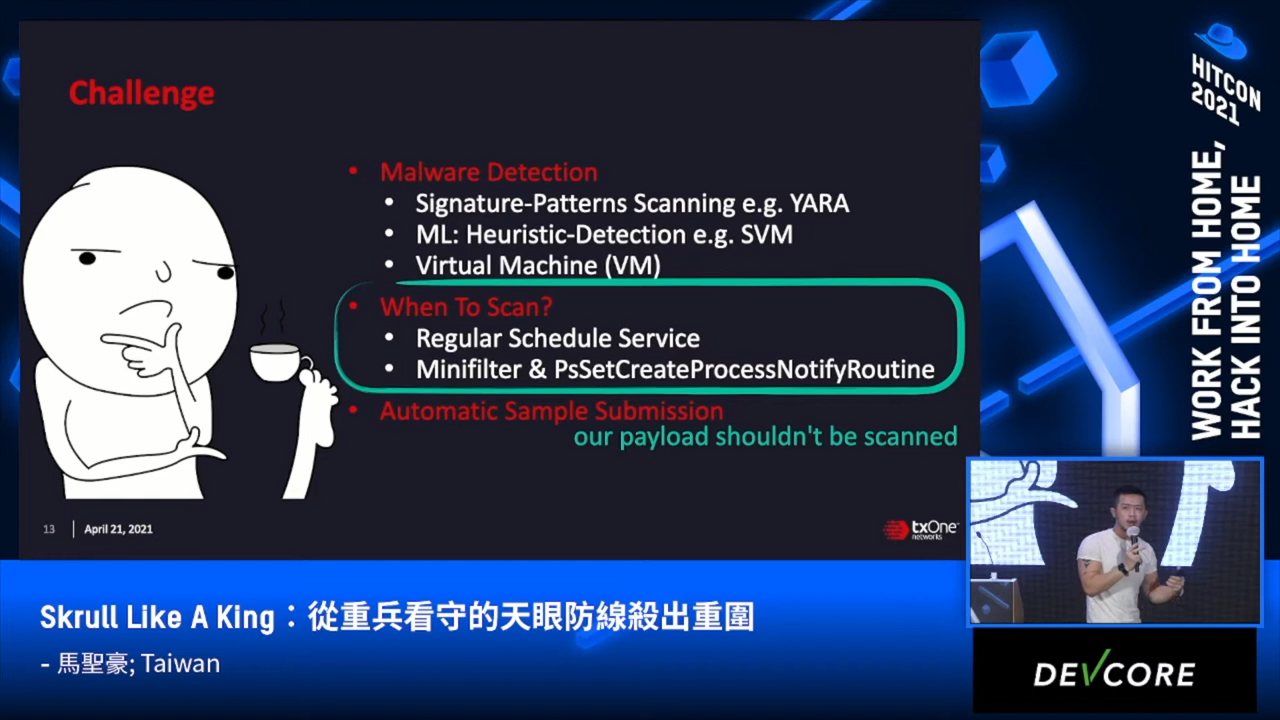 Challenge
• Malware Detection
• Signature-Patterns Scanning e.g. YARA
• ML: Heuristic-Detection e.g. SVM
• Virtual Machine (VM)
• When To Scan?
• Regular Schedule Service
• Minifilter & PsSetCreateProcessNotifyRoutine
• Automatic Sample Submission
our payload shouldn't be scanned
13 | April 21, 2021
txOne
networks
HITCON
2021
WORK FROM HOME,
HACK INTO HOME
Skrull Like A King：從重兵看守的天眼防線殺出重圍
- 馬聖豪; Taiwan
DEVCORE